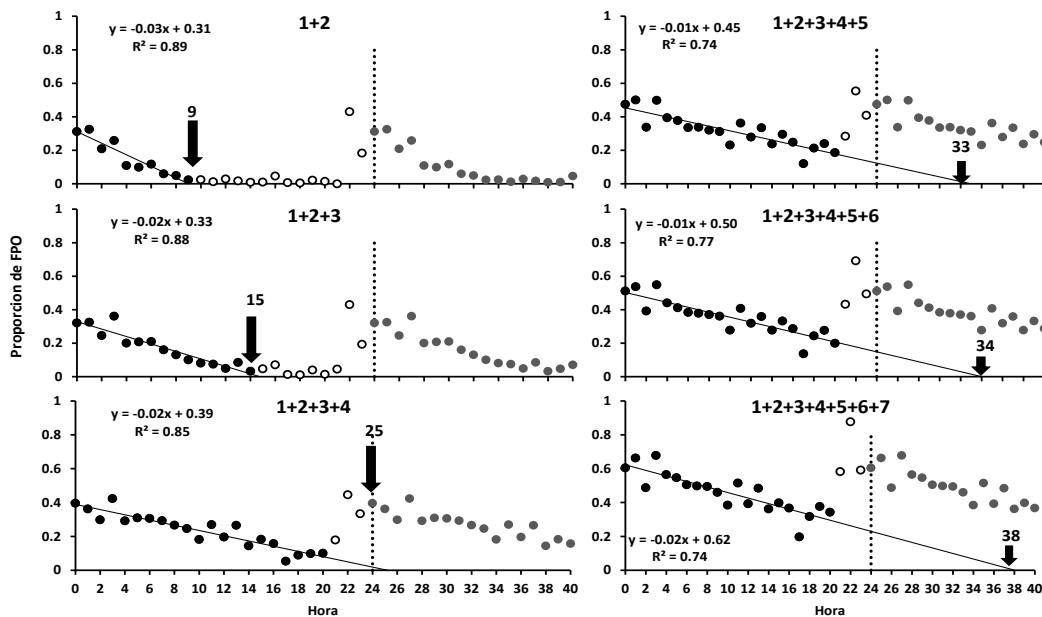 Proporcion de FPO
1+2
y = -0.03x + 0.31
R² = 0.89
9
1
0.8
0.6
0.4
0.2
0
1+2+3
y = -0.02x + 0.33
R² = 0.88
15
1
0.8
0.6
0.4
0.2
0
1+2+3+4
y = -0.02x + 0.39
R² = 0.85
25
1
0.8
0.6
0.4
0.2
0
0 2 4 6 8 10 12 14 16 18 20 22 24 26 28 30 32 34 36 38 40
Hora
1+2+3+4+5
y = -0.01x + 0.45
R² = 0.74
33
1
0.8
0.6
0.4
0.2
0
1+2+3+4+5+6
y = -0.01x + 0.50
R² = 0.77
34
1
0.8
0.6
0.4
0.2
0
1+2+3+4+5+6+7
y = -0.02x + 0.62
R² = 0.74
38
1
0.8
0.6
0.4
0.2
0
0 2 4 6 8 10 12 14 16 18 20 22 24 26 28 30 32 34 36 38 40
Hora